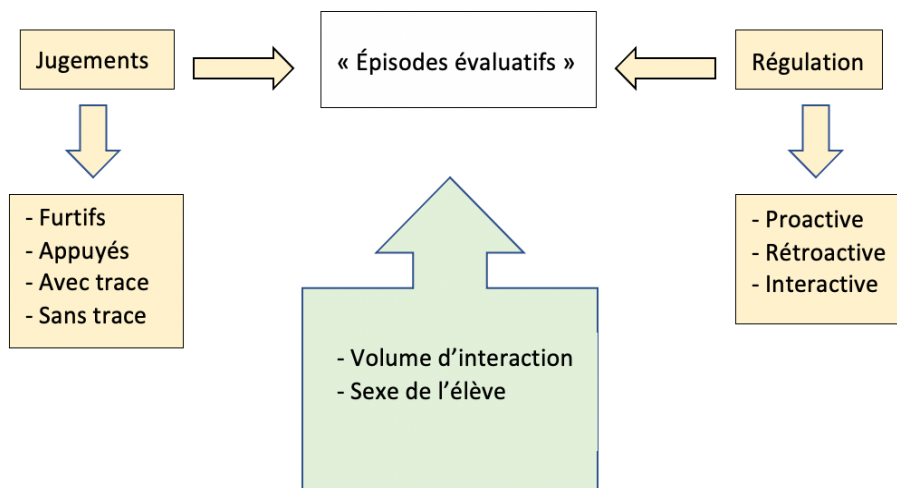 Jugements
« Épisodes évaluatifs »
Régulation
- Furtifs
- Appuyés
- Avec trace
- Sans trace
- Proactive
- Rétroactive
- Interactive
- Volume d’interaction
- Sexe de l’élève